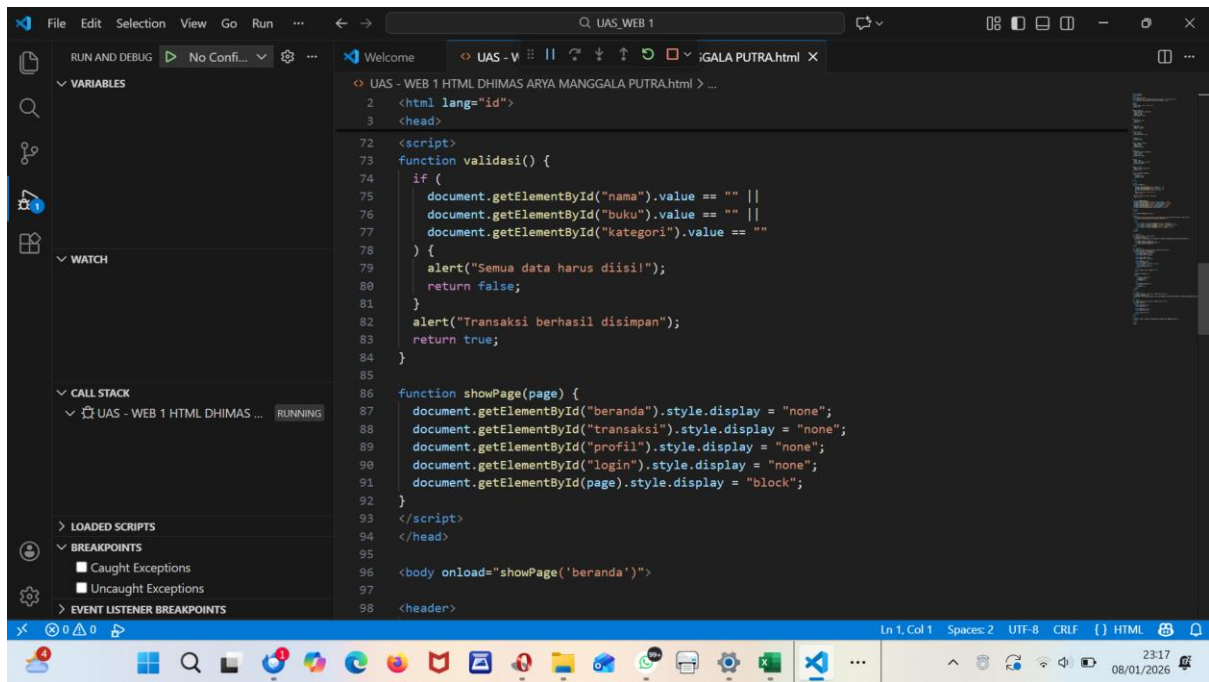 File Edit Selection View Go Run ···
UAS_WEB 1
RUN AND DEBUG No Confi...
Welcome
UAS - W GGALA PUTRA.html
VARIABLES
WATCH
CALL STACK
UAS - WEB 1 HTML DHIMAS ... RUNNING
LOADED SCRIPTS
BREAKPOINTS
Caught Exceptions
Uncaught Exceptions
EVENT LISTENER BREAKPOINTS
1
UAS - WEB 1 HTML DHIMAS ARYA MANGGALA PUTRA.html > ...
2 <html lang="id">
3 <head>
72 <script>
73 function validasi() {
74 if (
75 document.getElementById("nama").value == "" ||
76 document.getElementById("buku").value == "" ||
77 document.getElementById("kategori").value == ""
78 ) {
79 alert("Semua data harus diisi!");
80 return false;
81 }
82 alert("Transaksi berhasil disimpan");
83 return true;
84 }
85
86 function showPage(page) {
87 document.getElementById("beranda").style.display = "none";
88 document.getElementById("transaksi").style.display = "none";
89 document.getElementById("profil").style.display = "none";
90 document.getElementById("login").style.display = "none";
91 document.getElementById(page).style.display = "block";
92 }
93 </script>
94 </head>
95
96 <body onload="showPage('beranda')">
97
98 <header>
0 0 Ln 1, Col 1 Spaces: 2 UTF-8 CRLF {} HTML
4 99+ 23:17
08/01/2026